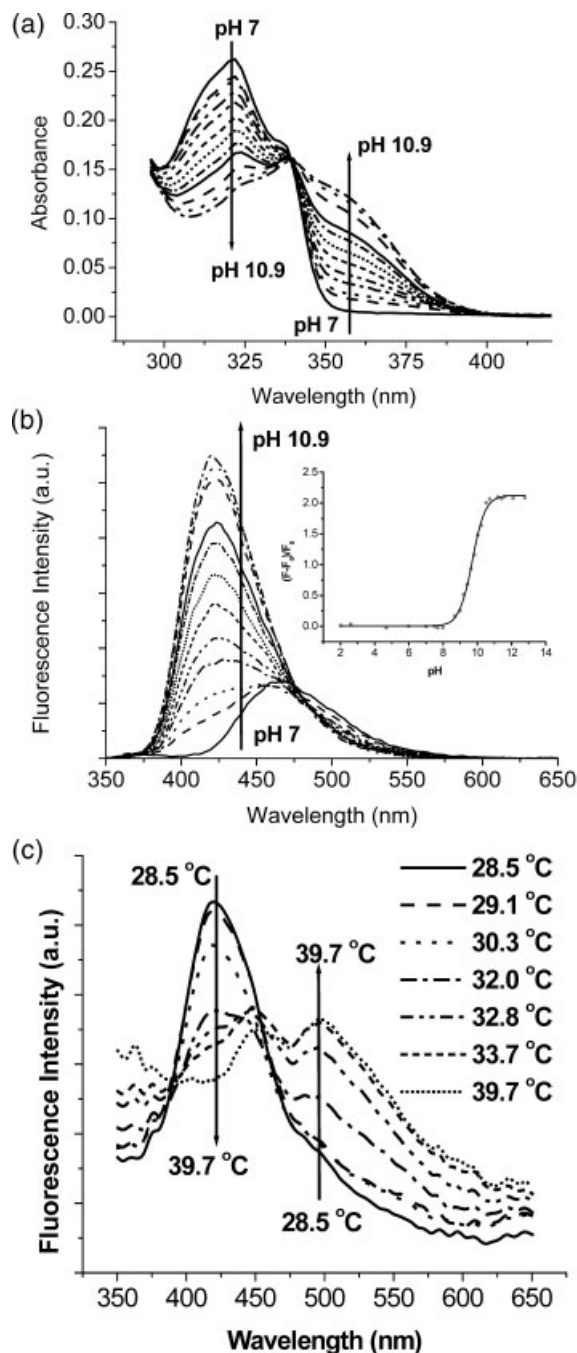 (a)
pH 7
0.30
0.25
0.20
0.15
0.10
0.05
0.00
Absorbance
pH 10.9
pH 10.9
pH 7
300 325 350 375 400
Wavelength (nm)
(b)
pH 10.9
Fluorescence Intensity (a.u.)
2.5
2.0
1.5
1.0
0.5
0.0
(F-F0)/F0
2 4 6 8 10 12 14
pH
pH 7
350 400 450 500 550 600 650
Wavelength (nm)
(c)
28.5 °C
39.7 °C
28.5 °C
29.1 °C
30.3 °C
32.0 °C
32.8 °C
33.7 °C
39.7 °C
Fluorescence Intensity (a.u.)
39.7 °C
28.5 °C
350 400 450 500 550 600 650
Wavelength (nm)